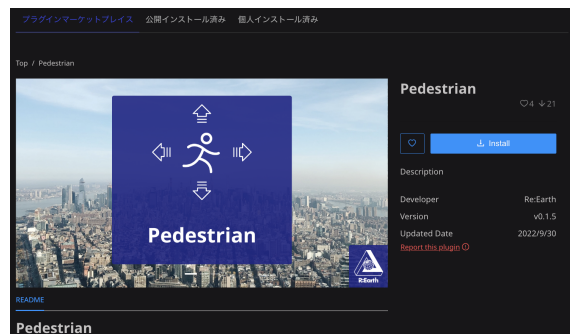 プラグインマーケットプレイス 公開インストール済み 個人インストール済み
Top / Pedestrian
Pedestrian
Re:Earth
Pedestrian
4 21
Install
Description
Developer Re:Earth
Version v0.1.5
Updated Date 2022/9/30
Report this plugin
README
Pedestrian